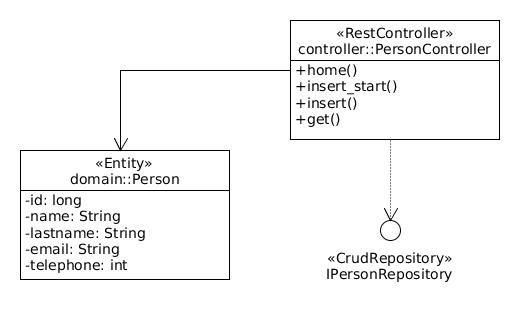 «RestController»
controller::PersonController
+home()
+insert_start()
+insert()
+get()
«Entity»
domain::Person
-id: long
-name: String
-lastname: String
-email: String
-telephone: int
«CrudRepository»
IPersonRepository